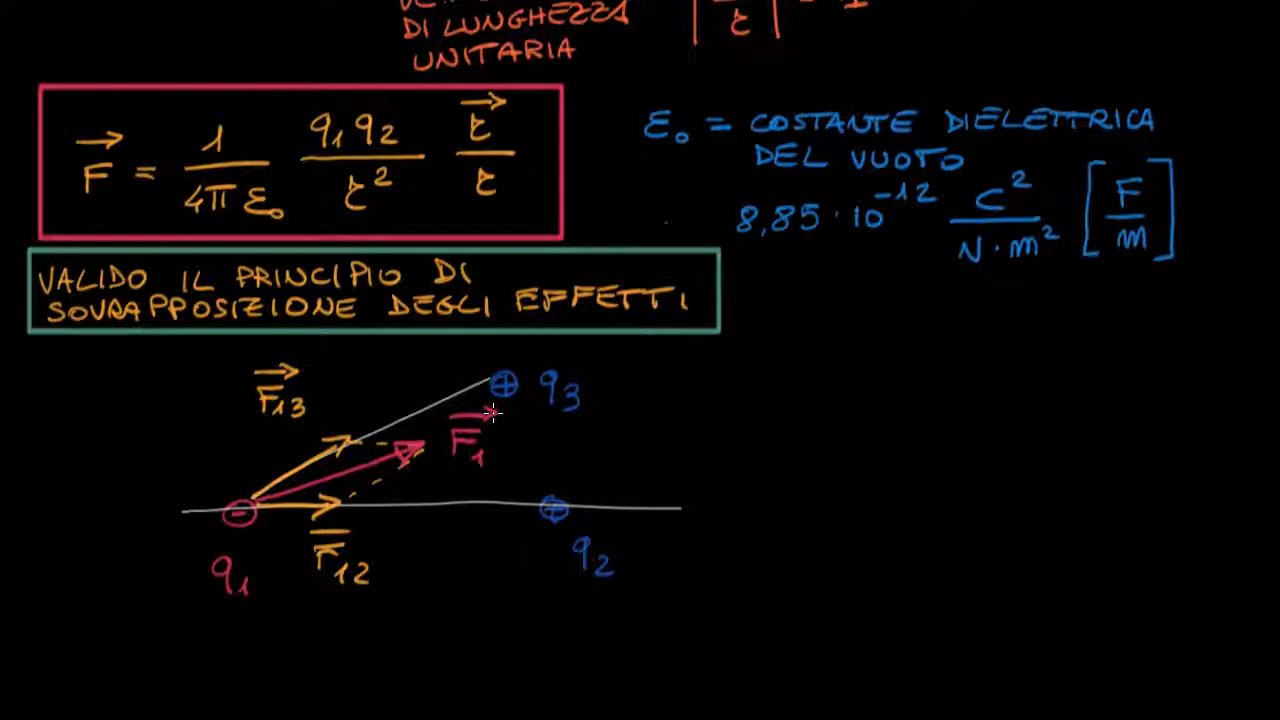 DI LUNGHEZZA
UNITARIA
F = 1 / 4πε₀ q₁q₂ / r² r⃗ / r
ε₀ = COSTANTE DIELETTRICA
DEL VUOTO
8,85 · 10⁻¹² C² / N · m² [F / m]
VALIDO IL PRINCIPIO DI
SOVRAPPOSIZIONE DEGLI EFFETTI
F₁₃
+ q₃
F₁
- +
F₁₂
q₁ q₂